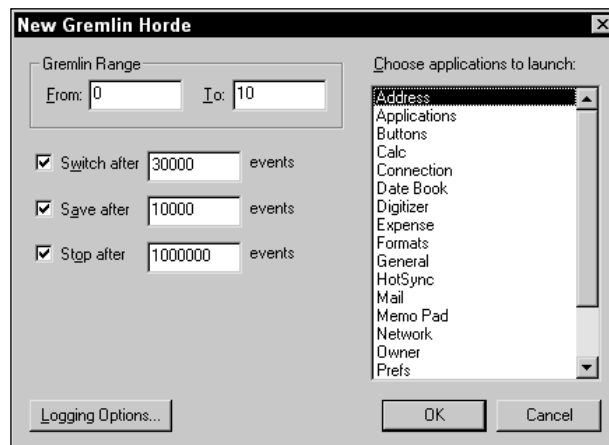 New Gremlin Horde
Gremlin Range
From: 0 To: 10
Switch after 30000 events
Save after 10000 events
Stop after 1000000 events
Logging Options...
Choose applications to launch:
Address
Applications
Buttons
Calc
Connection
Date Book
Digitizer
Expense
Formats
General
HotSync
Mail
Memo Pad
Network
Owner
Prefs
OK Cancel